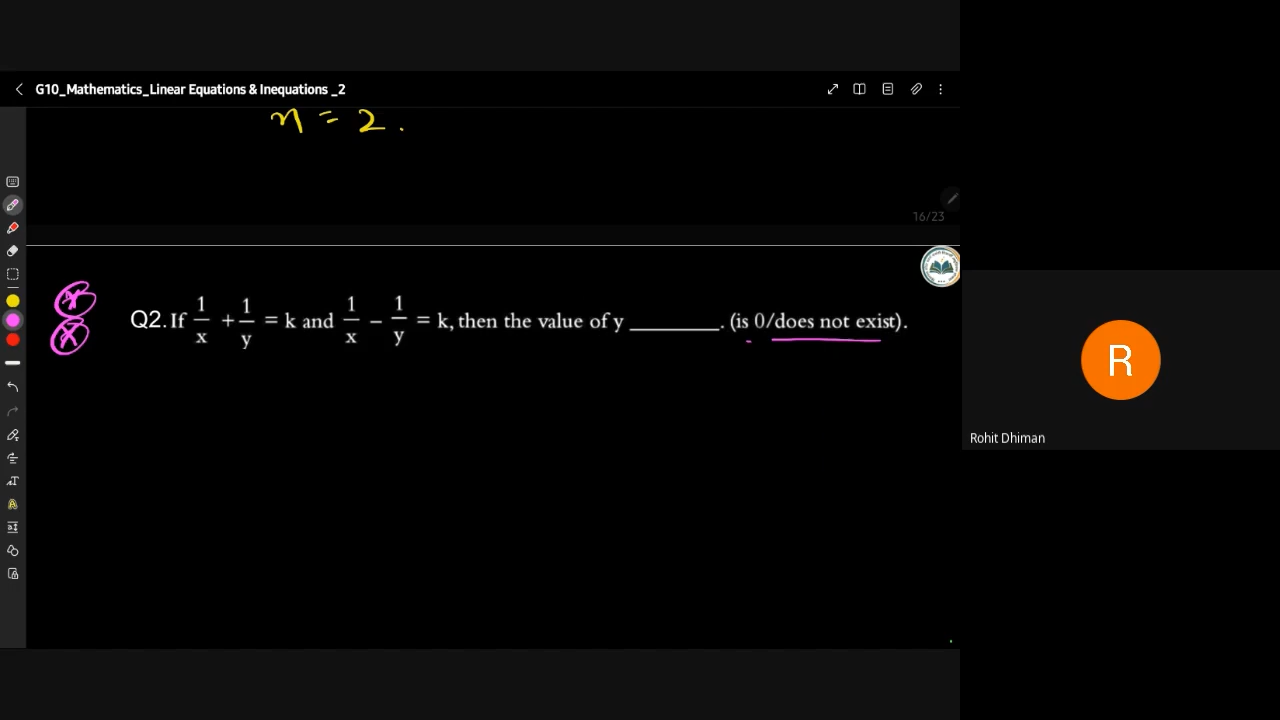 G10_Mathematics_Linear Equations & Inequations _2
n = 2.
16/23
Q2. If 1/x + 1/y = k and 1/x − 1/y = k, then the value of y ________. (is 0/does not exist).
R
Rohit Dhiman